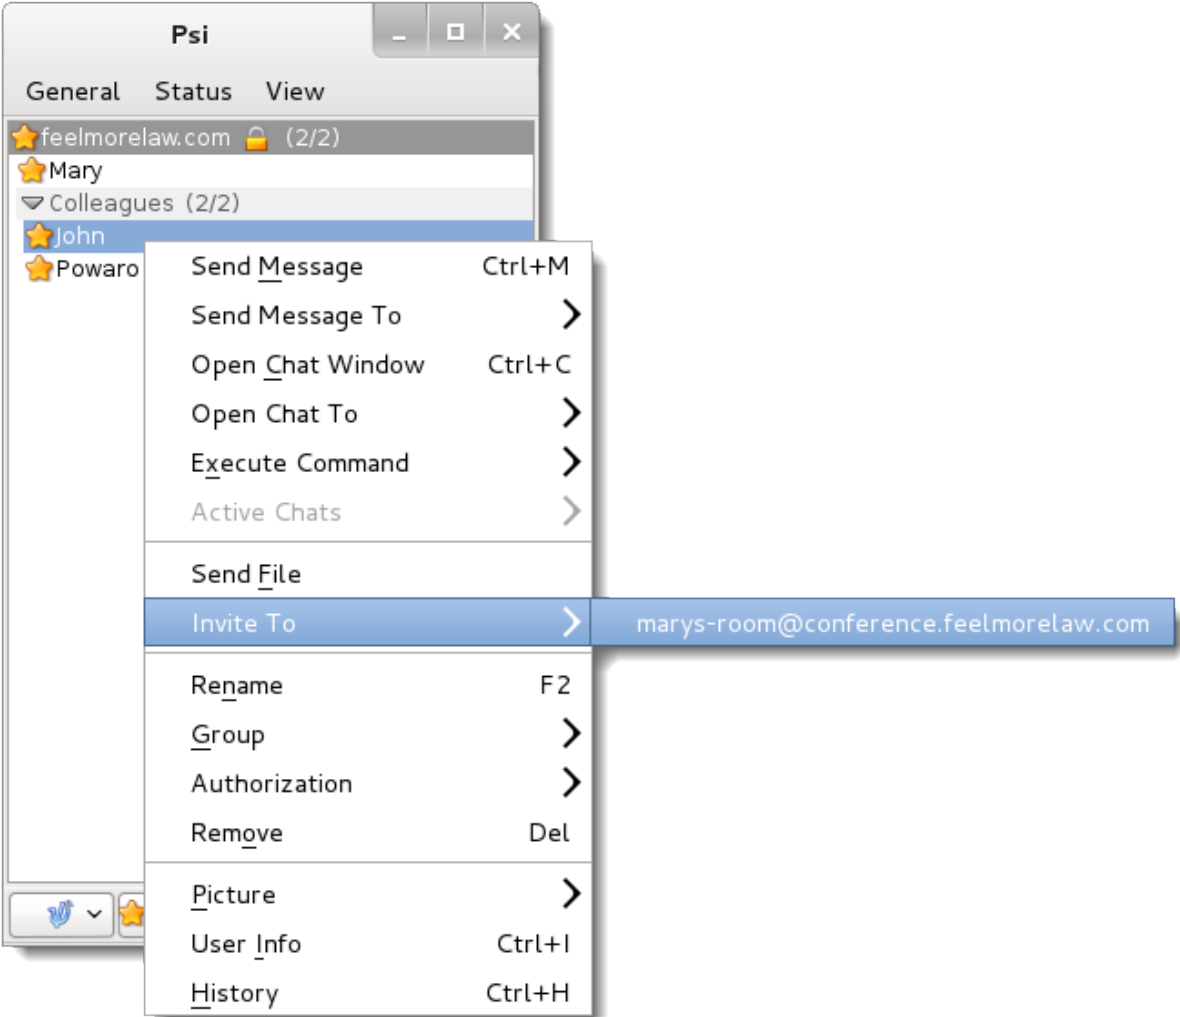 Psi
General Status View
feelmorelaw.com (2/2)
Mary
Colleagues (2/2)
John
Powaro
Send Message Ctrl+M
Send Message To
Open Chat Window Ctrl+C
Open Chat To
Execute Command
Active Chats
Send File
Invite To marys-room@conference.feelmorelaw.com
Rename F2
Group
Authorization
Remove Del
Picture
User Info Ctrl+I
History Ctrl+H